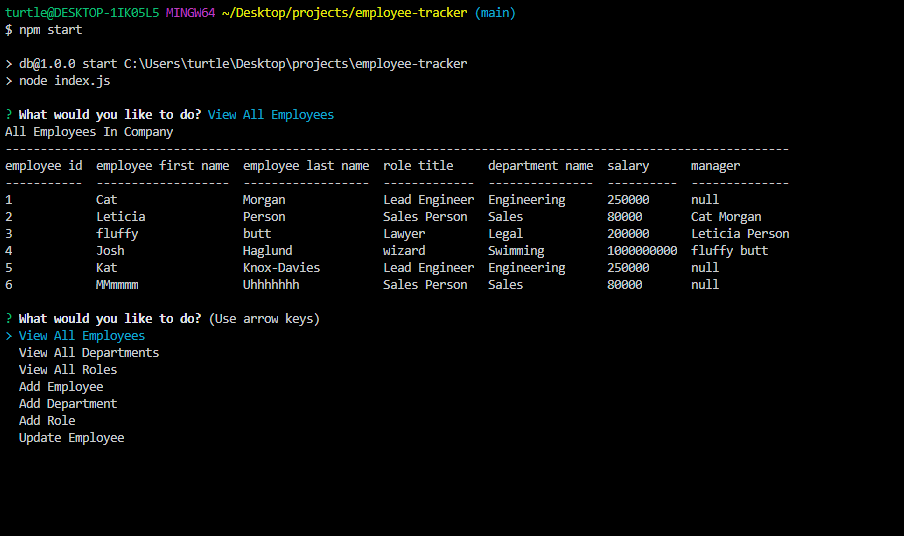 turtle@DESKTOP-1IK05L5 MINGW64 ~/Desktop/projects/employee-tracker (main)
$ npm start
> db@1.0.0 start C:\Users\turtle\Desktop\projects\employee-tracker
> node index.js
? What would you like to do? View All Employees
All Employees In Company
----------------------------------------------------------------------------------------------------------------
employee id  employee first name  employee last name  role title     department name  salary      manager
-----------  -------------------  ------------------  -------------  ---------------  ----------  --------------
1            Cat                  Morgan              Lead Engineer  Engineering      250000      null
2            Leticia              Person              Sales Person   Sales            80000       Cat Morgan
3            fluffy               butt                Lawyer         Legal            200000      Leticia Person
4            Josh                 Haglund             wizard         Swimming         1000000000  fluffy butt
5            Kat                  Knox-Davies         Lead Engineer  Engineering      250000      null
6            MMmmmm               Uhhhhhhh            Sales Person   Sales            80000       null
? What would you like to do? (Use arrow keys)
> View All Employees
  View All Departments
  View All Roles
  Add Employee
  Add Department
  Add Role
  Update Employee